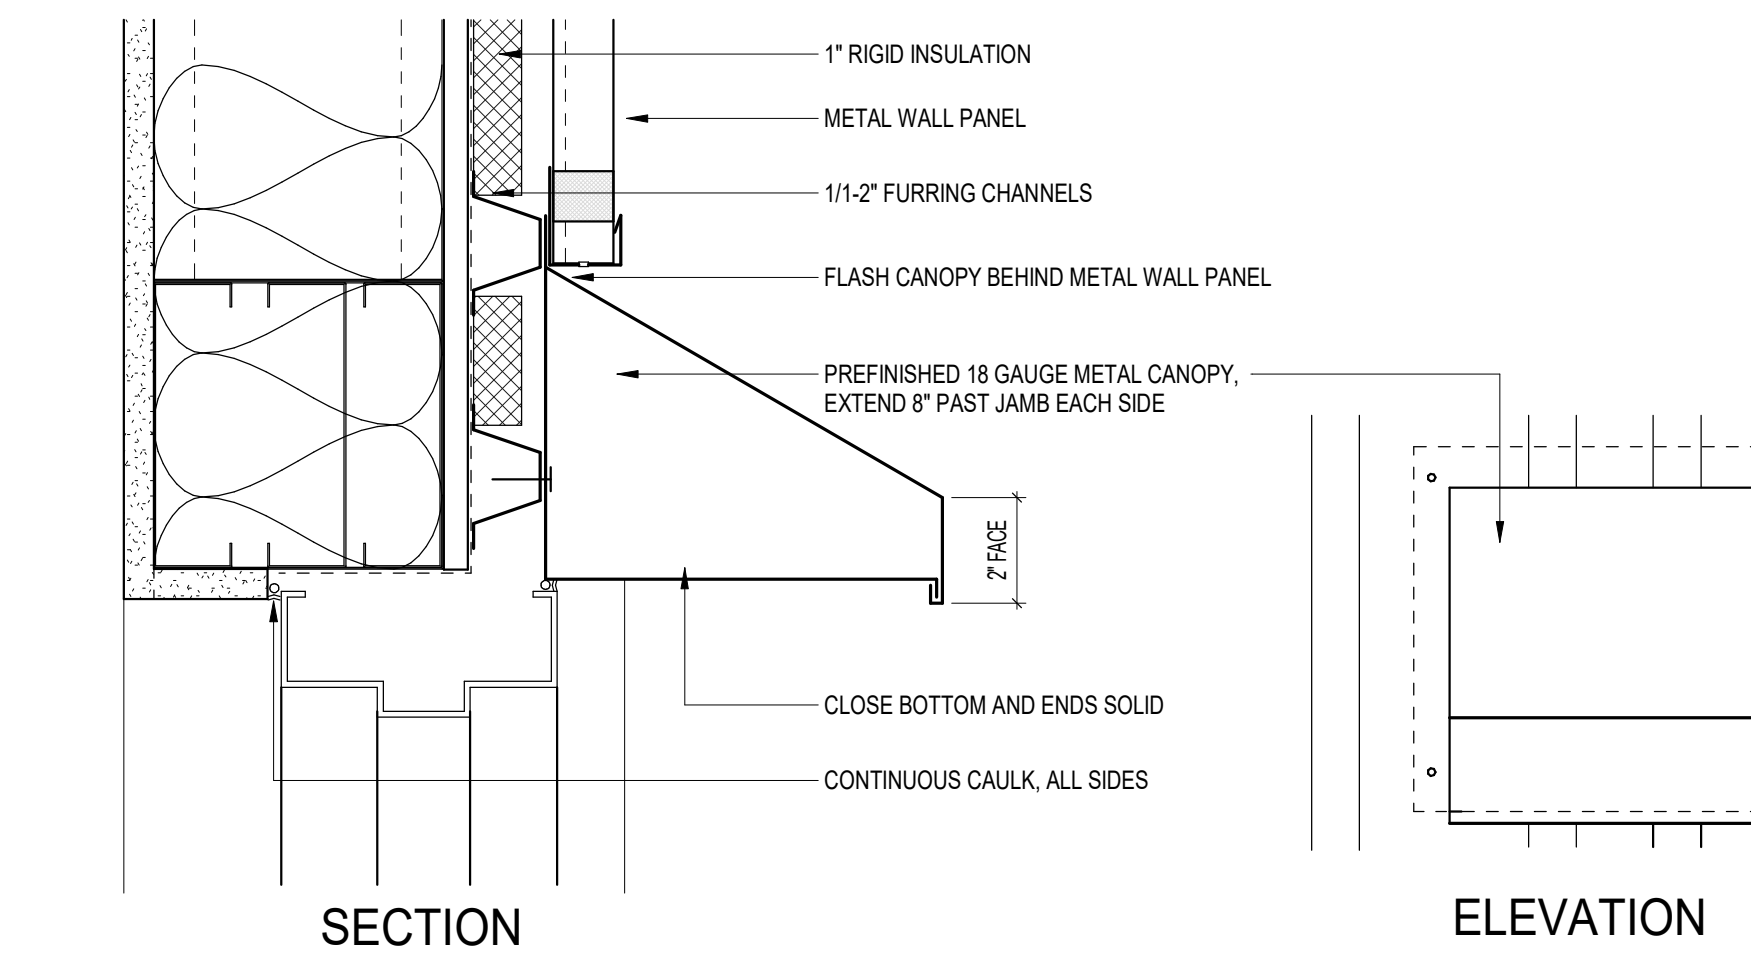 1" RIGID INSULATION
METAL WALL PANEL
1/1-2" FURRING CHANNELS
FLASH CANOPY BEHIND METAL WALL PANEL
PREFINISHED 18 GAUGE METAL CANOPY,
EXTEND 8" PAST JAMB EACH SIDE
2" FACE
CLOSE BOTTOM AND ENDS SOLID
CONTINUOUS CAULK, ALL SIDES
SECTION
ELEVATION